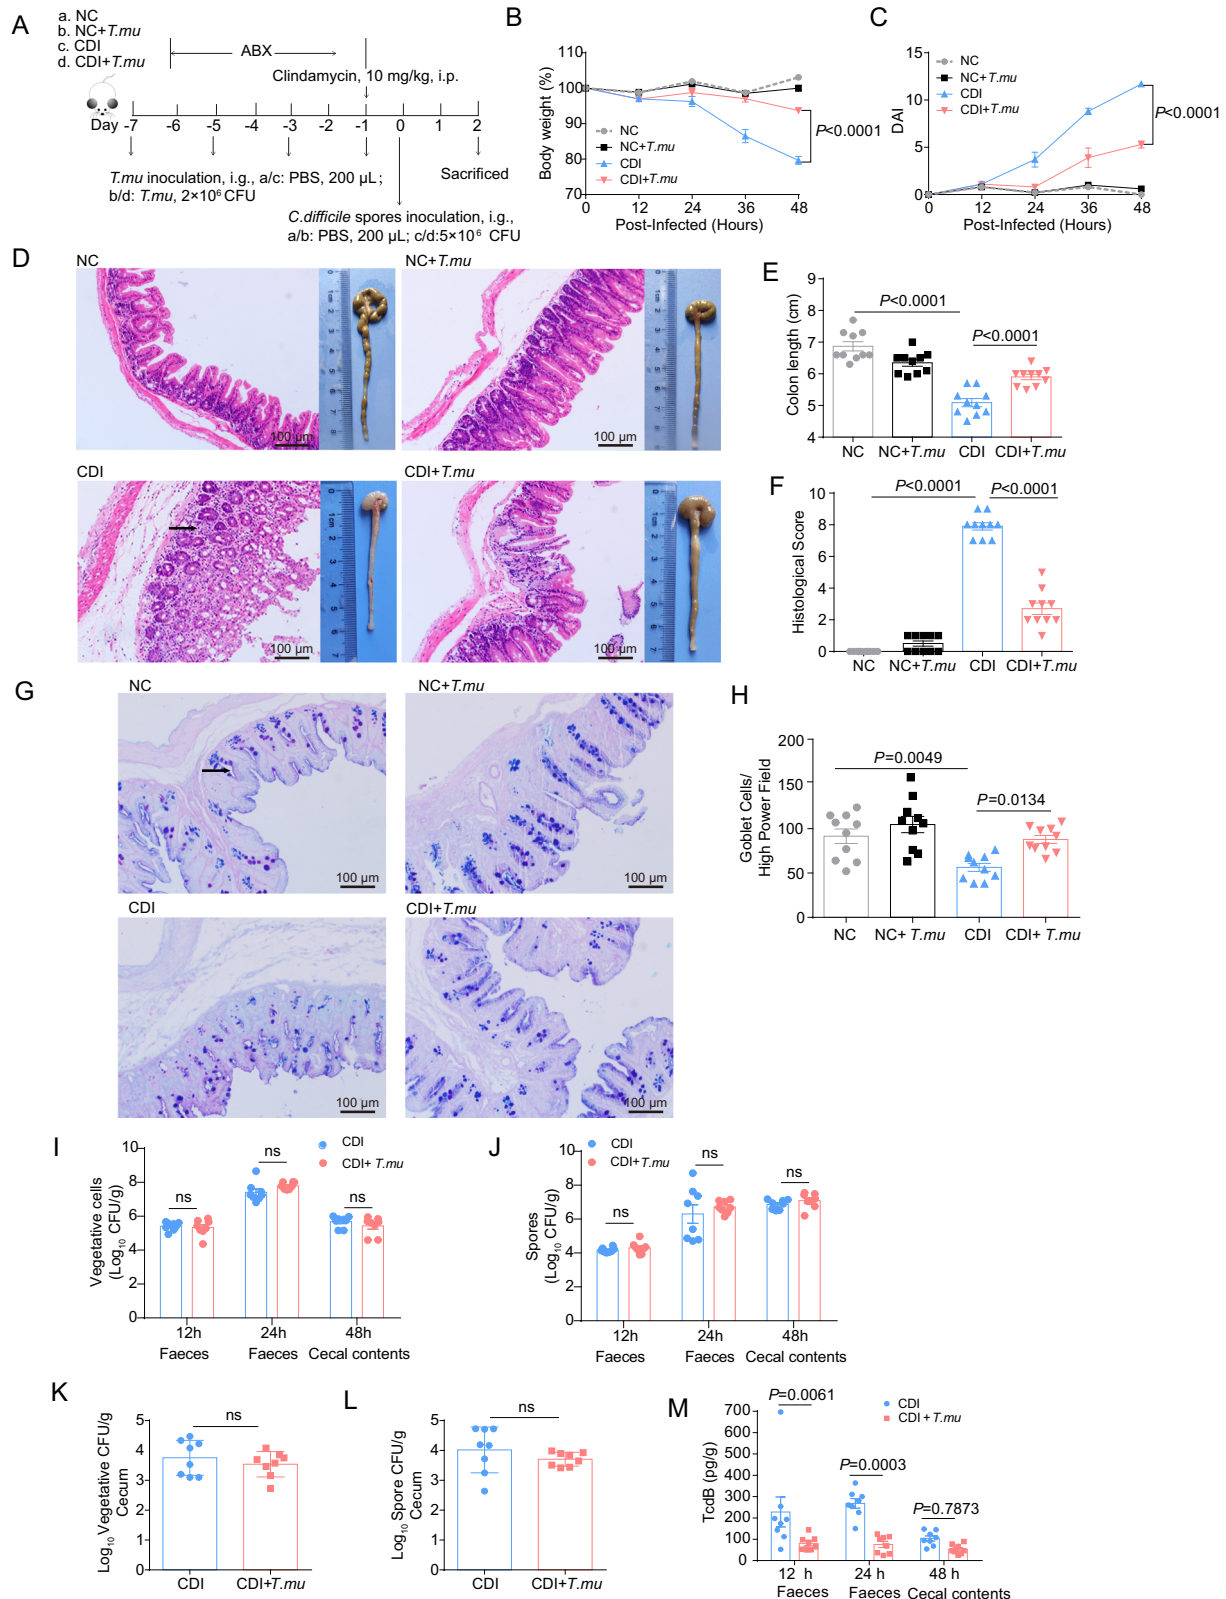 A
a. NC
b. NC+T.mu
c. CDI
d. CDI+T.mu
ABX
Clindamycin, 10 mg/kg, i.p.
Day -7 -6 -5 -4 -3 -2 -1 0 1 2
T.mu inoculation, i.g., a/c: PBS, 200 µL;
b/d: T.mu, 2×10⁶ CFU
Sacrificed
C.difficile spores inoculation, i.g.,
a/b: PBS, 200 µL; c/d:5×10⁶ CFU
B
Body weight (%)
110
100
90
80
70
NC
NC+T.mu
CDI
CDI+T.mu
P<0.0001
0 12 24 36 48
Post-Infected (Hours)
C
DAI
15
10
5
0
NC
NC+T.mu
CDI
CDI+T.mu
P<0.0001
0 12 24 36 48
Post-Infected (Hours)
D
NC
100 µm
NC+T.mu
100 µm
CDI
100 µm
CDI+T.mu
100 µm
E
Colon length (cm)
9
8
7
6
5
4
P<0.0001
P<0.0001
NC NC+T.mu CDI CDI+T.mu
F
Histological Score
10
8
6
4
2
0
P<0.0001
P<0.0001
NC NC+T.mu CDI CDI+T.mu
G
NC
100 µm
NC+T.mu
100 µm
CDI
100 µm
CDI+T.mu
100 µm
H
Goblet Cells/
High Power Field
200
150
100
50
0
P=0.0049
P=0.0134
NC NC+ T.mu CDI CDI+ T.mu
I
Vegetative cells
(Log₁₀ CFU/g)
10
8
6
4
2
0
CDI
CDI+ T.mu
ns
ns
ns
12h 24h 48h
Faeces Faeces Cecal contents
J
Spores
(Log₁₀ CFU/g)
10
8
6
4
2
0
CDI
CDI+T.mu
ns
ns
ns
12h 24h 48h
Faeces Faeces Cecal contents
K
Log₁₀ Vegetative CFU/g
Cecum
5
4
3
2
1
0
ns
CDI CDI+T.mu
L
Log₁₀ Spore CFU/g
Cecum
5
4
3
2
1
0
ns
CDI CDI+T.mu
M
TcdB (pg/g)
700
600
500
400
300
200
100
0
P=0.0061
CDI
CDI+T.mu
P=0.0003
P=0.7873
12 h 24 h 48 h
Faeces Faeces Cecal contents